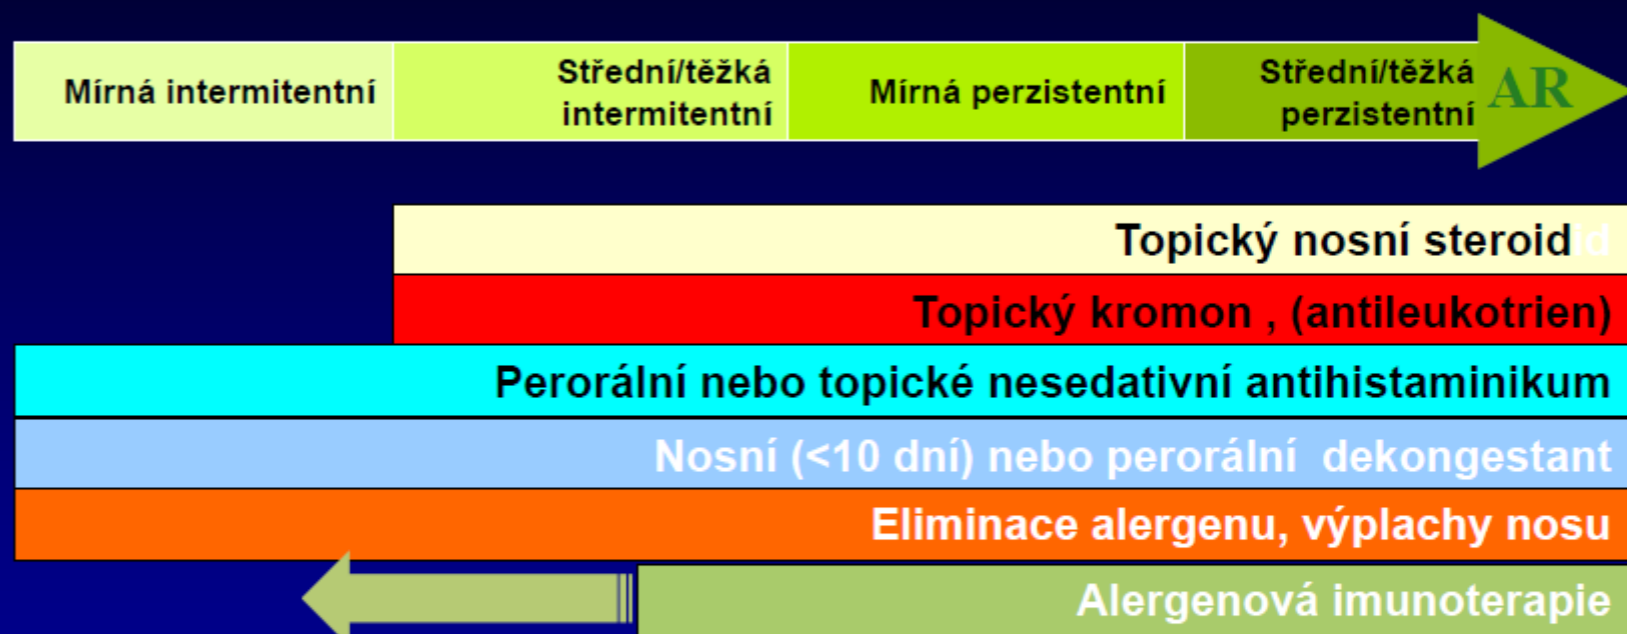 Mírná intermitentní
Střední/těžká
intermitentní
Mírná perzistentní
Střední/těžká
perzistentní
AR
Topický nosní steroid id
Topický kromon , (antileukotrien)
Perorální nebo topické nesedativní antihistaminikum
Nosní (<10 dní) nebo perorální dekongestant
Eliminace alergenu, výplachy nosu
Alergenová imunoterapie